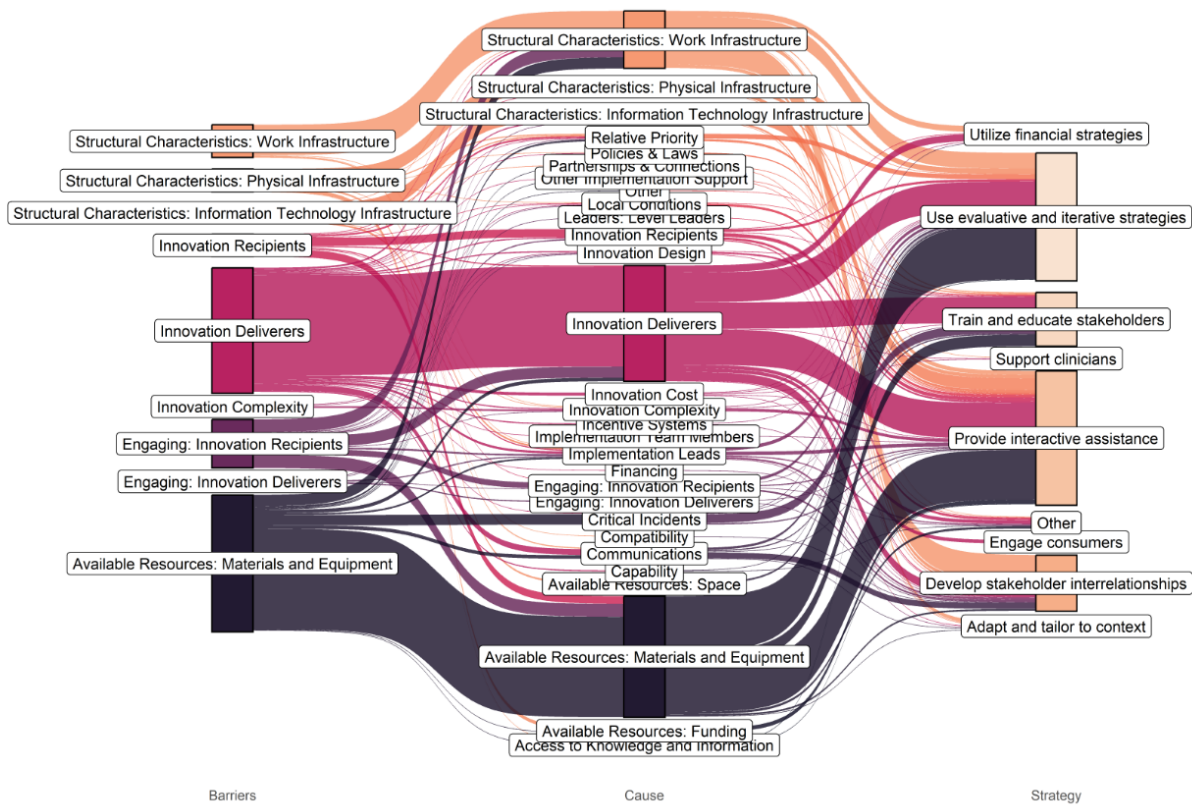 Structural Characteristics: Work Infrastructure
Structural Characteristics: Physical Infrastructure
Structural Characteristics: Information Technology Infrastructure
Innovation Recipients
Innovation Deliverers
Innovation Complexity
Engaging: Innovation Recipients
Engaging: Innovation Deliverers
Available Resources: Materials and Equipment
Structural Characteristics: Work Infrastructure
Structural Characteristics: Physical Infrastructure
Structural Characteristics: Information Technology Infrastructure
Relative Priority
Policies & Laws
Partnerships & Connections
Other Implementation Support
Other
Local Conditions
Leaders: Level Leaders
Innovation Recipients
Innovation Design
Innovation Deliverers
Innovation Cost
Innovation Complexity
Incentive Systems
Implementation Team Members
Implementation Leads
Financing
Engaging: Innovation Recipients
Engaging: Innovation Deliverers
Critical Incidents
Compatibility
Communications
Capability
Available Resources: Space
Available Resources: Materials and Equipment
Available Resources: Funding
Access to Knowledge and Information
Utilize financial strategies
Use evaluative and iterative strategies
Train and educate stakeholders
Support clinicians
Provide interactive assistance
Other
Engage consumers
Develop stakeholder interrelationships
Adapt and tailor to context
Barriers
Cause
Strategy